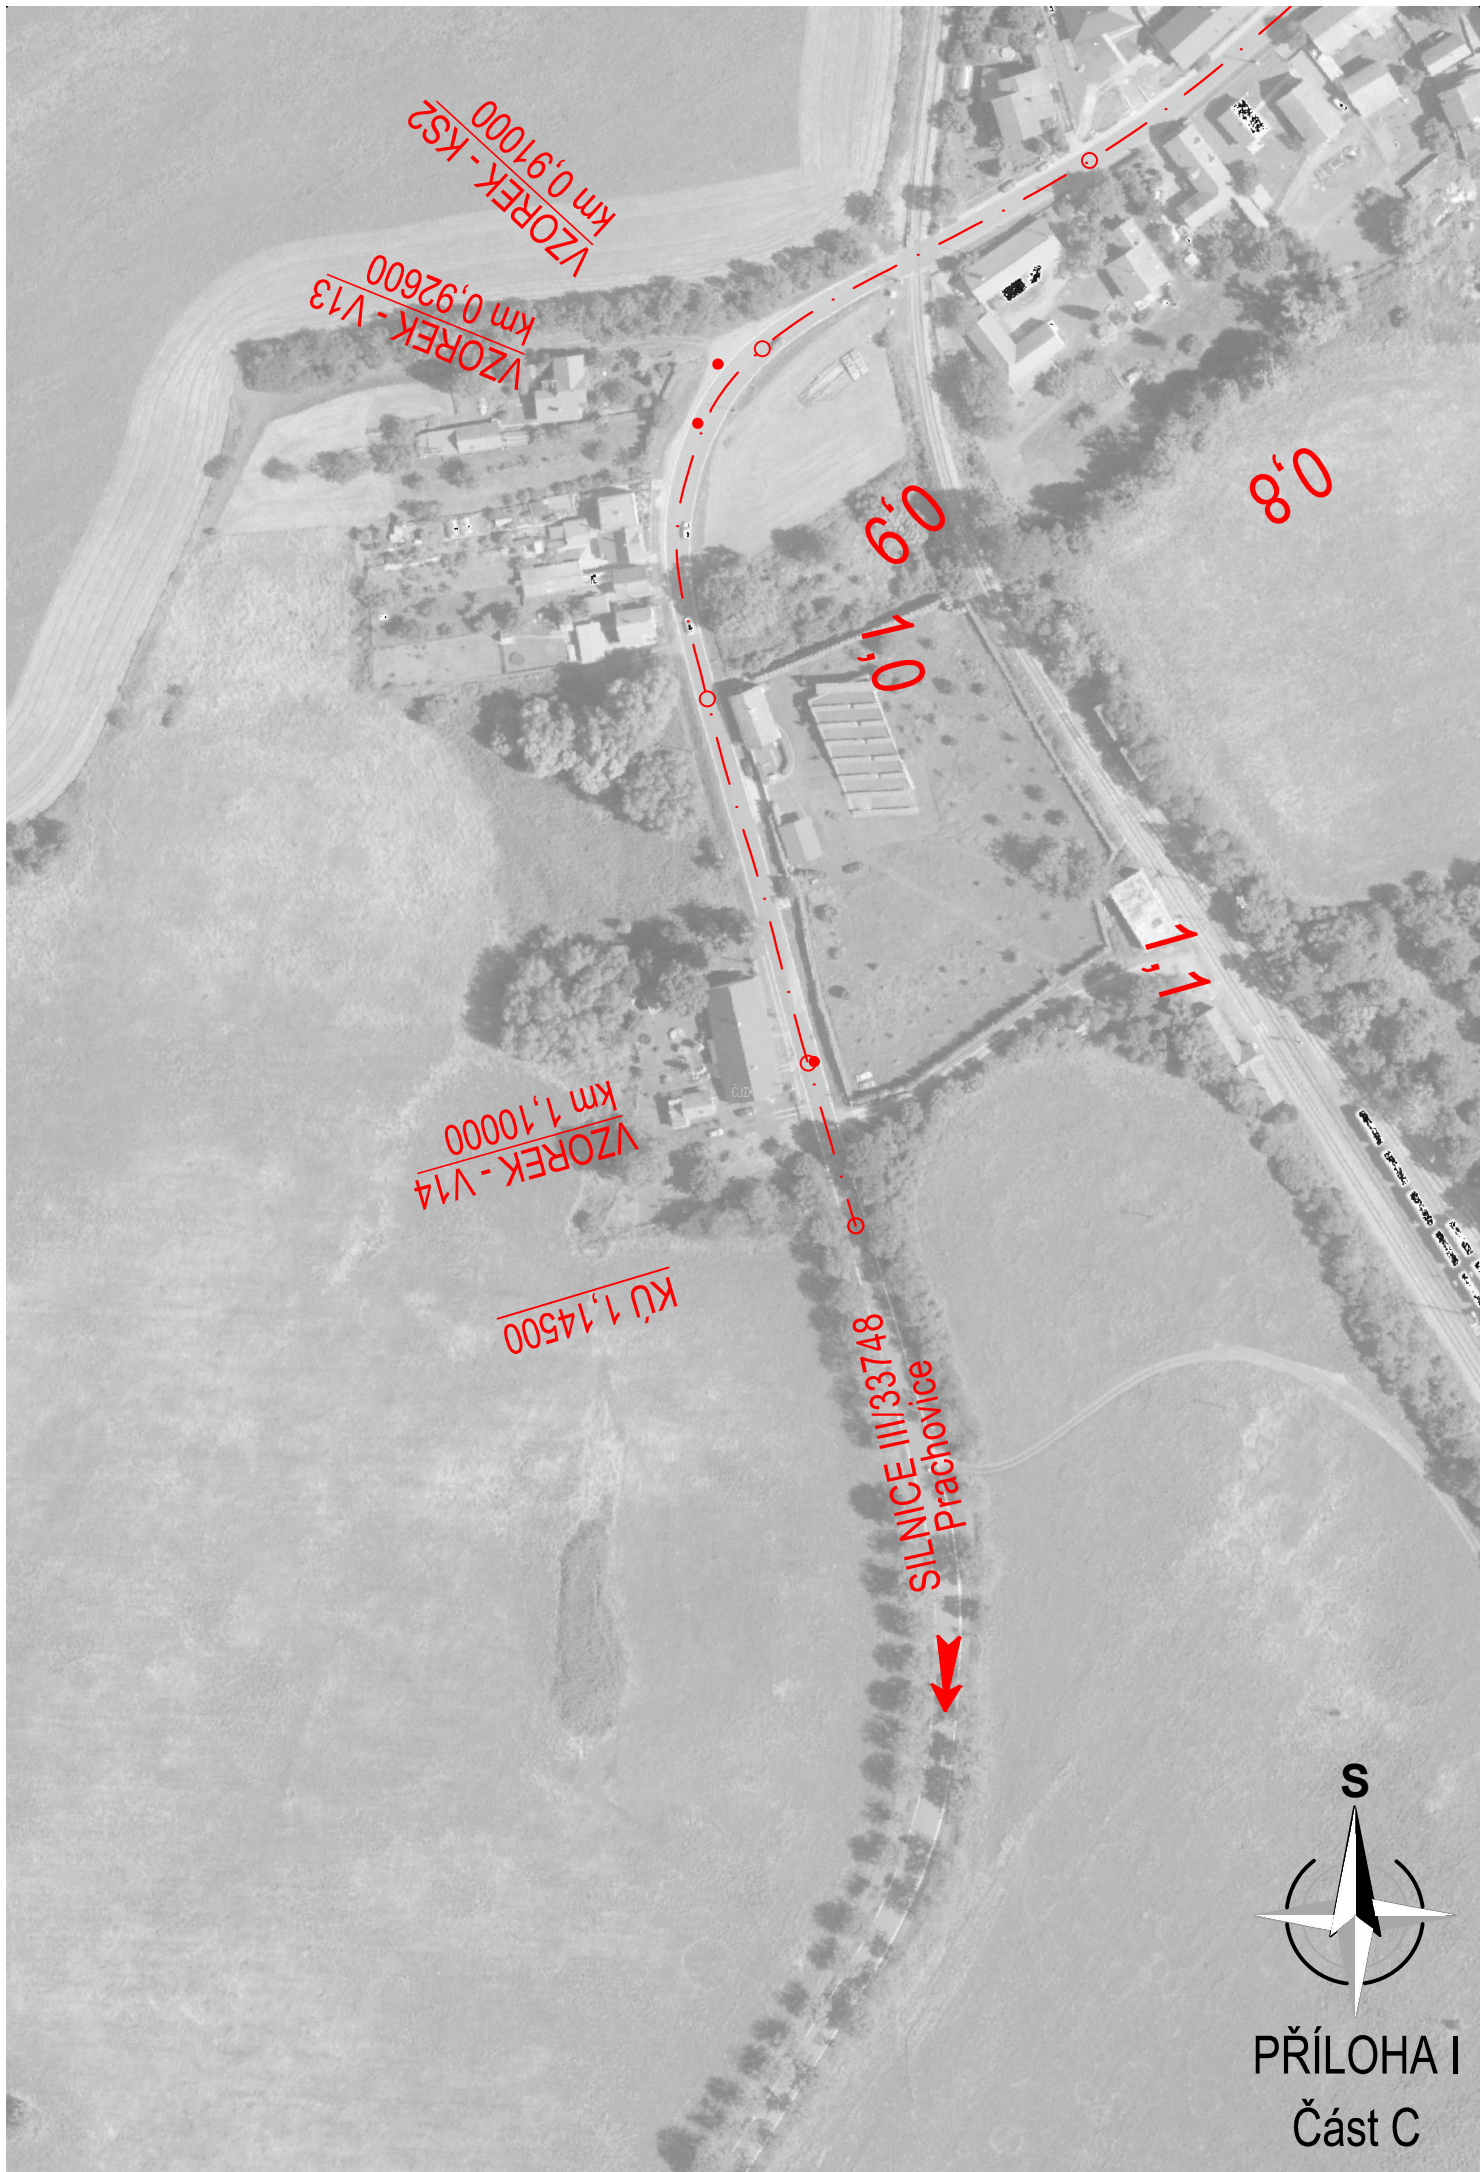 VZOREK - KS2
km 0,91000
VZOREK - V13
km 0,92600
0,8
0,9
1,0
1,1
VZOREK - V14
km 1,10000
KÚ 1,14500
SILNICE III/33748
Prachovice
S
PŘÍLOHA I
Část C